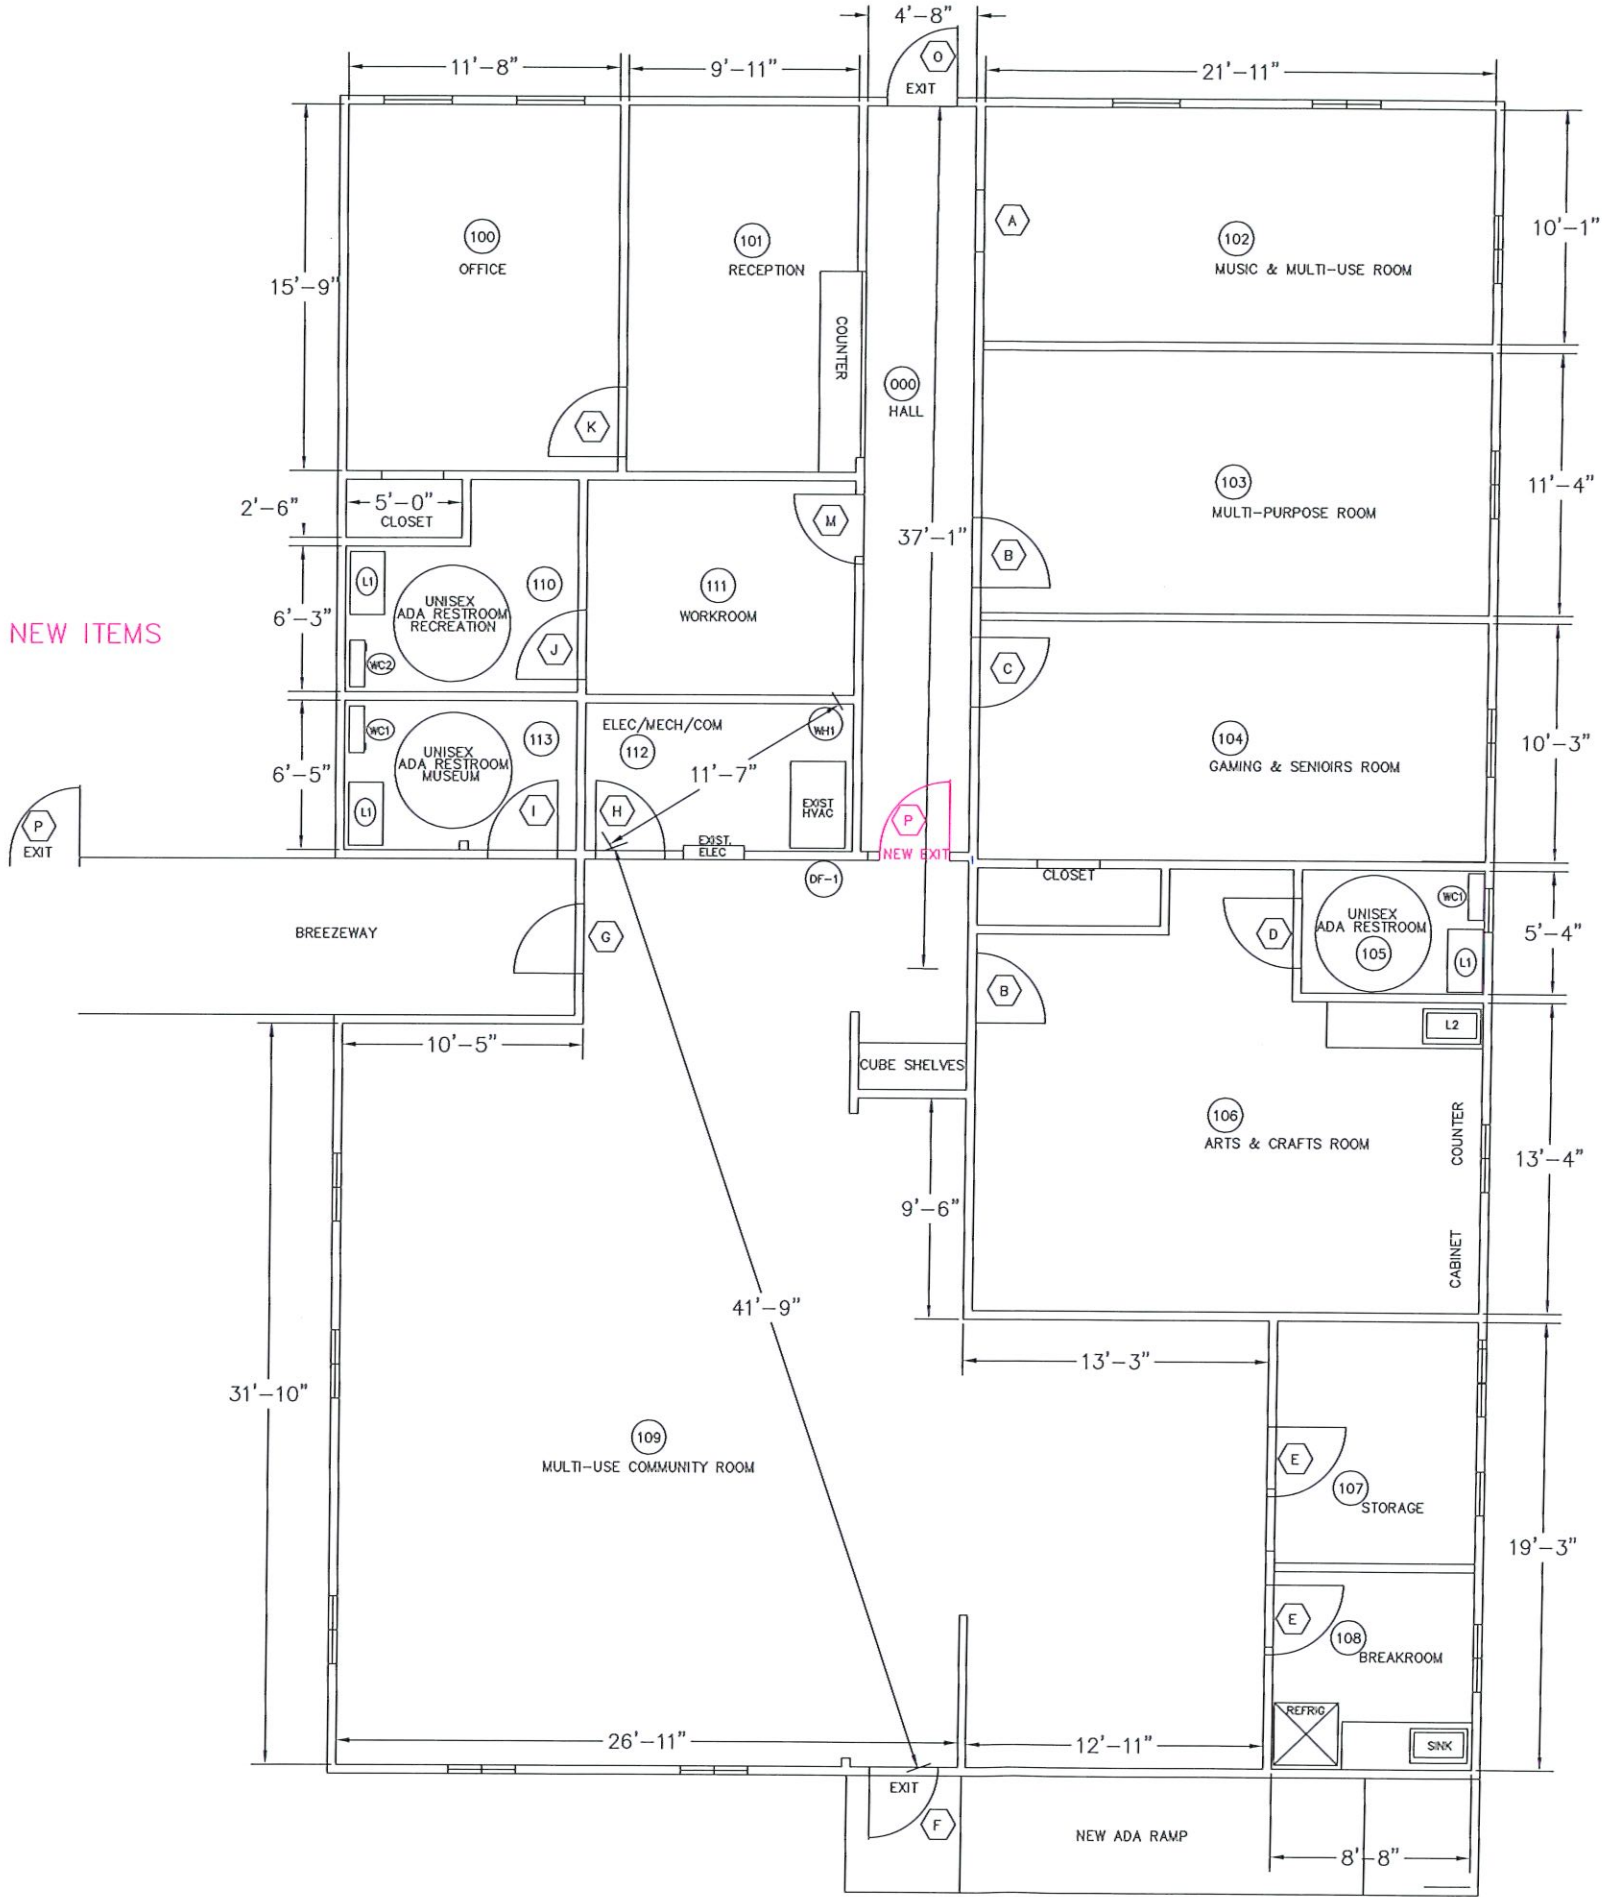 4'-8"
11'-8"
9'-11"
21'-11"
O
EXIT
15'-9"
100
OFFICE
101
RECEPTION
COUNTER
000
HALL
A
102
MUSIC & MULTI-USE ROOM
10'-1"
K
2'-6"
5'-0"
CLOSET
M
37'-1"
103
MULTI-PURPOSE ROOM
11'-4"
B
NEW ITEMS
6'-3"
L1
UNISEX
ADA RESTROOM
RECREATION
110
WC2
J
111
WORKROOM
C
104
GAMING & SENIOIRS ROOM
10'-3"
6'-5"
WC1
UNISEX
ADA RESTROOM
MUSEUM
113
L1
I
ELEC/MECH/COM
112
WH1
11'-7"
H
EXIST
HVAC
EXIST.
ELEC
P
NEW EXIT
P
EXIT
DF-1
CLOSET
BREEZEWAY
G
D
UNISEX
ADA RESTROOM
105
WC1
L1
5'-4"
B
L2
10'-5"
CUBE SHELVES
106
ARTS & CRAFTS ROOM
COUNTER
CABINET
13'-4"
9'-6"
41'-9"
13'-3"
31'-10"
109
MULTI-USE COMMUNITY ROOM
E
107
STORAGE
19'-3"
E
108
BREAKROOM
REFRIG
SINK
26'-11"
12'-11"
EXIT
F
NEW ADA RAMP
8'-8"